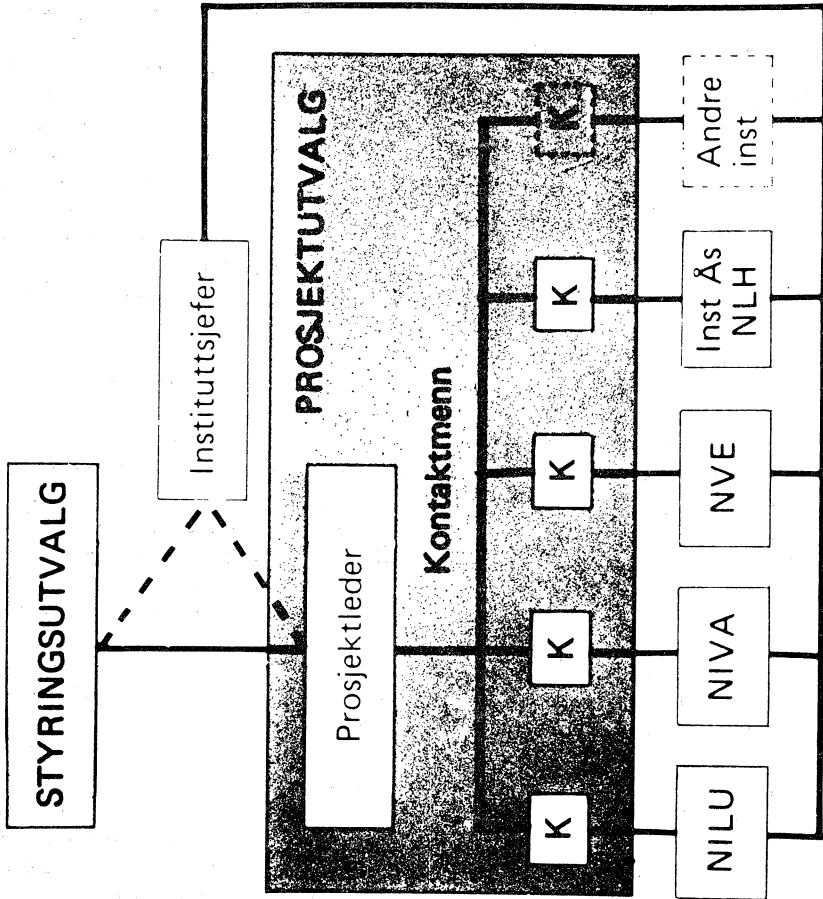 STYRINGSUTVALG
Instituttsjefer
PROSJEKTUTVALG
Prosjektleder
Kontaktmenn
K
K
K
K
K
NILU
NIVA
NVE
Inst Ås
NLH
Andre
inst